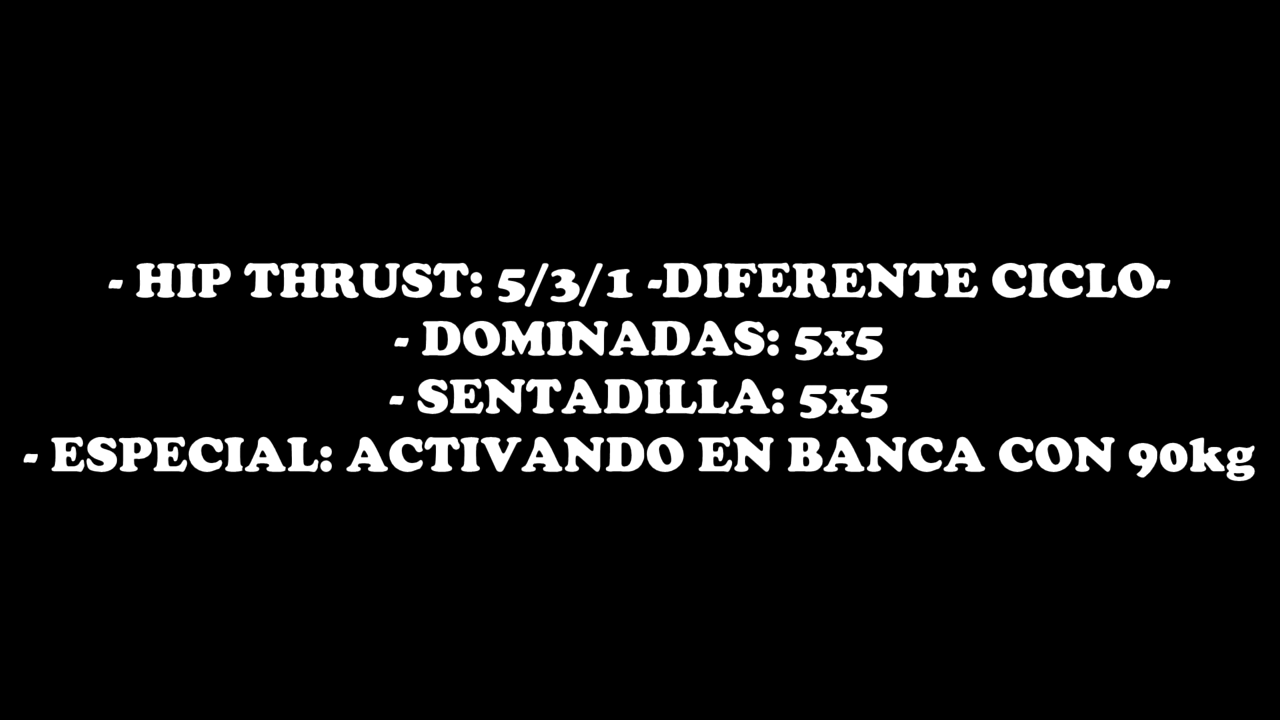 - HIP THRUST: 5/3/1 -DIFERENTE CICLO-
- DOMINADAS: 5x5
- SENTADILLA: 5x5
- ESPECIAL: ACTIVANDO EN BANCA CON 90kg